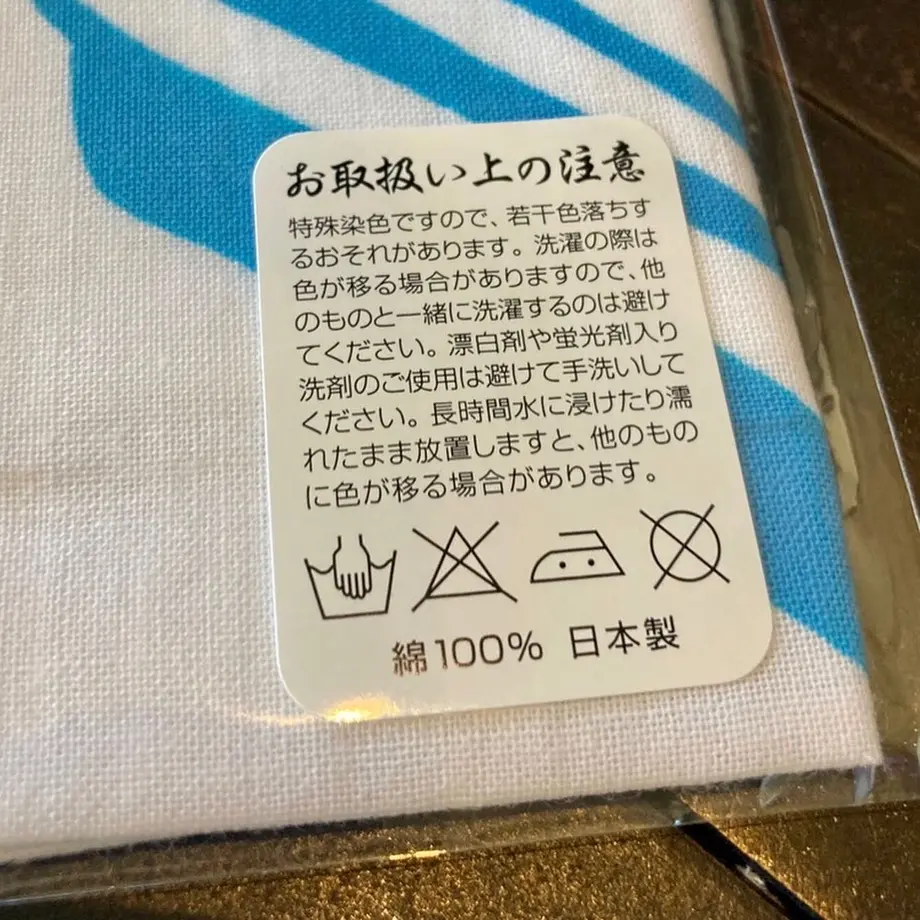 お取扱い上の注意
特殊染色ですので、若干色落ちす
るおそれがあります。洗濯の際は
色が移る場合がありますので、他
のものと一緒に洗濯するのは避け
てください。漂白剤や蛍光剤入り
洗剤のご使用は避けて手洗いして
ください。長時間水に浸けたり濡
れたまま放置しますと、他のもの
に色が移る場合があります。
綿100% 日本製